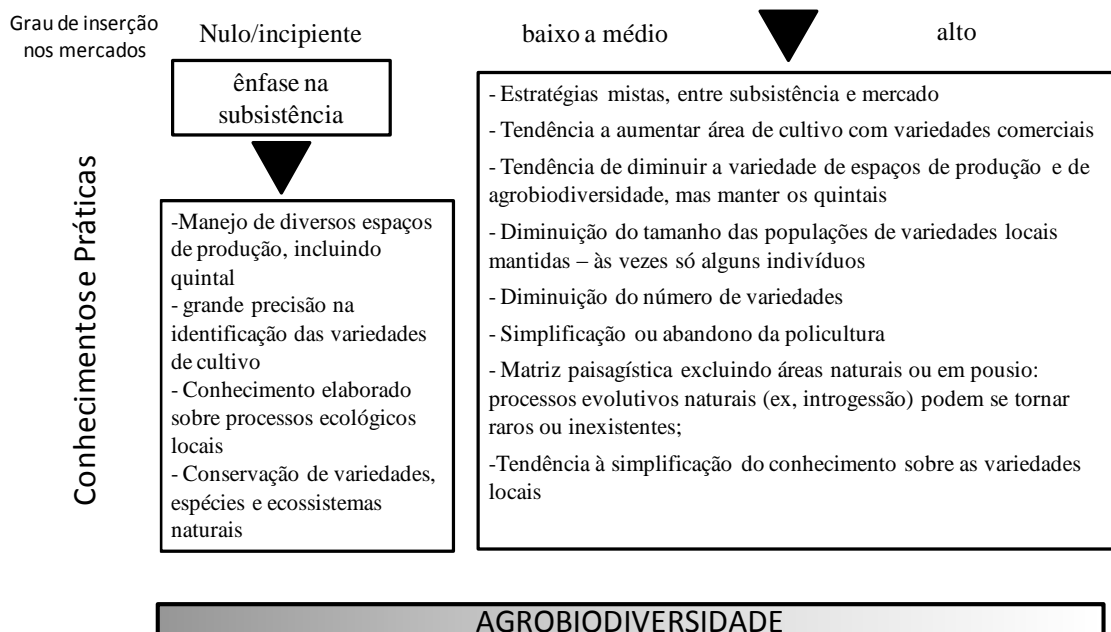 Grau de inserção
nos mercados
Nulo/incipiente
baixo a médio
alto
ênfase na
subsistência
Conhecimentos e Práticas
-Manejo de diversos espaços
de produção, incluindo
quintal
- grande precisão na
identificação das variedades
de cultivo
- Conhecimento elaborado
sobre processos ecológicos
locais
- Conservação de variedades,
espécies e ecossistemas
naturais
- Estratégias mistas, entre subsistência e mercado
- Tendência a aumentar área de cultivo com variedades comerciais
- Tendência de diminuir a variedade de espaços de produção e de
agrobiodiversidade, mas manter os quintais
- Diminuição do tamanho das populações de variedades locais
mantidas – às vezes só alguns indivíduos
- Diminuição do número de variedades
- Simplificação ou abandono da policultura
- Matriz paisagística excluindo áreas naturais ou em pousio:
processos evolutivos naturais (ex, introgessão) podem se tornar
raros ou inexistentes;
-Tendência à simplificação do conhecimento sobre as variedades
locais
AGROBIODIVERSIDADE